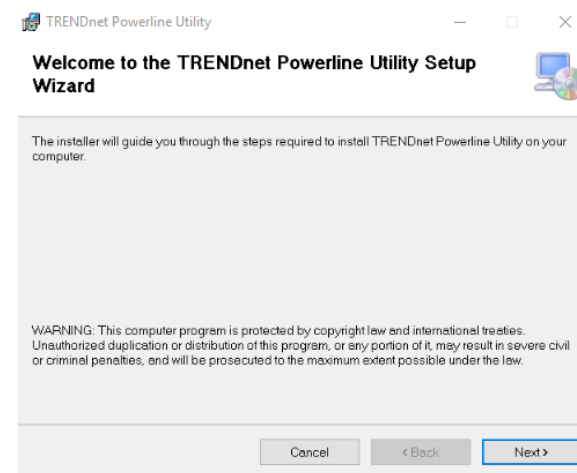 TRENDnet Powerline Utility
Welcome to the TRENDnet Powerline Utility Setup
Wizard
The installer will guide you through the steps required to install TRENDnet Powerline Utility on your
computer.
WARNING: This computer program is protected by copyright law and international treaties.
Unauthorized duplication or distribution of this program, or any portion of it, may result in severe civil
or criminal penalties, and will be prosecuted to the maximum extent possible under the law.
Cancel < Back Next >